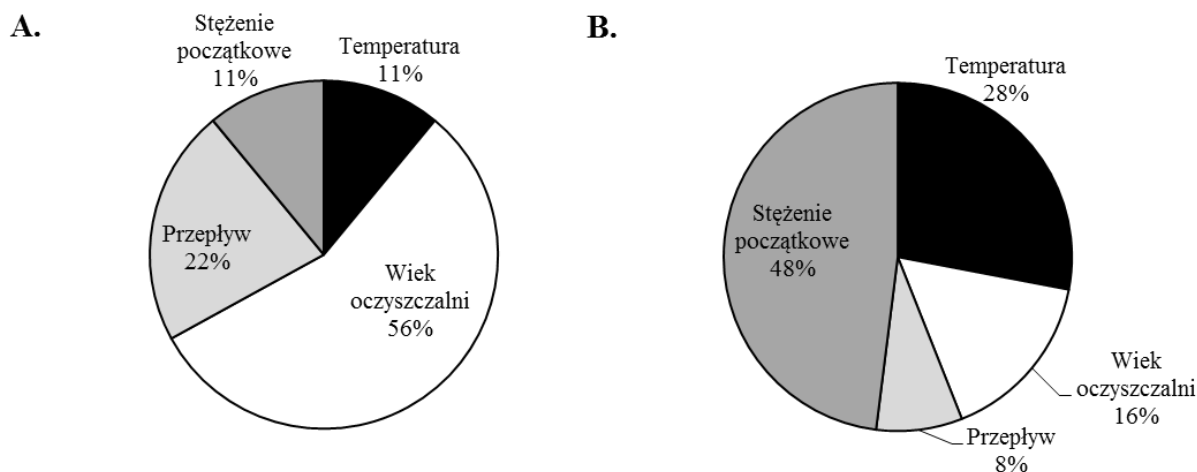 A.
Stężenie
początkowe
11%
Temperatura
11%
Przepływ
22%
Wiek
oczyszczalni
56%
B.
Temperatura
28%
Stężenie
początkowe
48%
Wiek
oczyszczalni
16%
Przepływ
8%